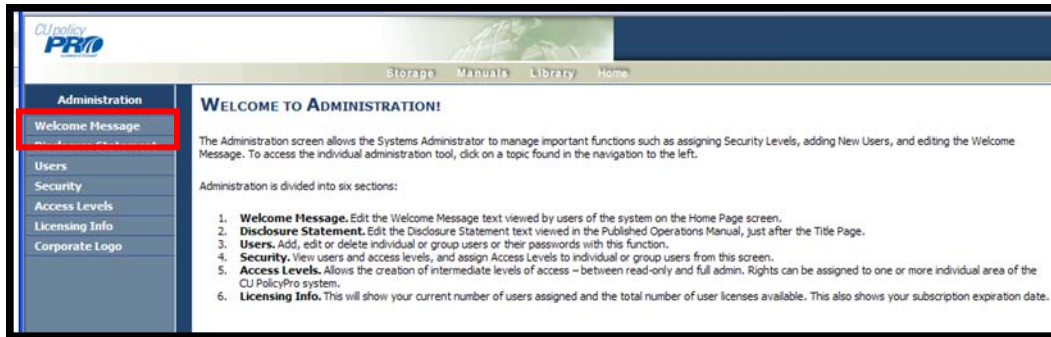 CU policy
PRO
Storage Manuals Library Home
Administration
Welcome Message
Disclosure Statement
Users
Security
Access Levels
Licensing Info
Corporate Logo
WELCOME TO ADMINISTRATION!
The Administration screen allows the Systems Administrator to manage important functions such as assigning Security Levels, adding New Users, and editing the Welcome
Message. To access the individual administration tool, click on a topic found in the navigation to the left.
Administration is divided into six sections:
1. Welcome Message. Edit the Welcome Message text viewed by users of the system on the Home Page screen.
2. Disclosure Statement. Edit the Disclosure Statement text viewed in the Published Operations Manual, just after the Title Page.
3. Users. Add, edit or delete individual or group users or their passwords with this function.
4. Security. View users and access levels, and assign Access Levels to individual or group users from this screen.
5. Access Levels. Allows the creation of intermediate levels of access – between read-only and full admin. Rights can be assigned to one or more individual area of the
CU PolicyPro system.
6. Licensing Info. This will show your current number of users assigned and the total number of user licenses available. This also shows your subscription expiration date.